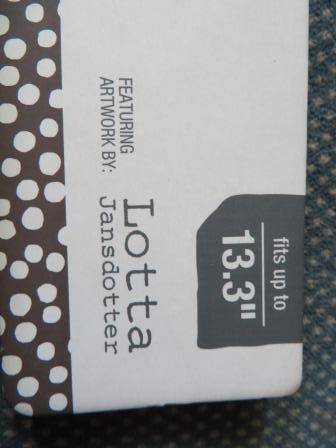 fits up to
13.3"
FEATURING
ARTWORK BY:
Lotta
Jansdotter